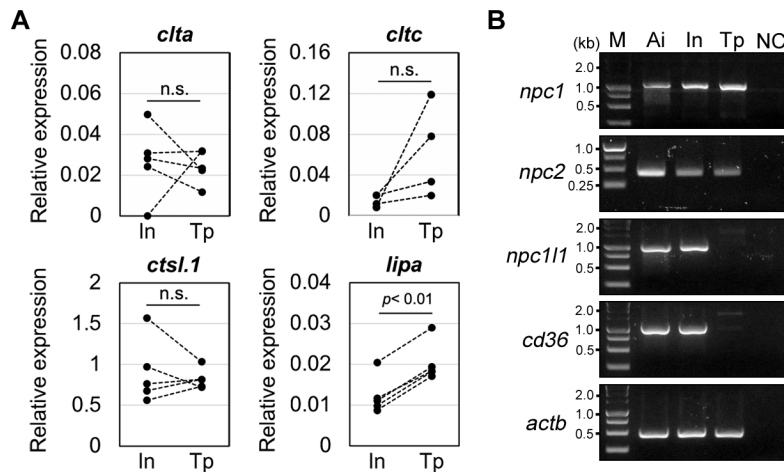 A
clta
Relative expression
0.08
0.06
0.04
0.02
0
n.s.
In Tp
cltc
Relative expression
0.16
0.12
0.08
0.04
0
n.s.
In Tp
ctsl.1
Relative expression
2
1.5
1
0.5
0
n.s.
In Tp
lipa
Relative expression
0.04
0.03
0.02
0.01
0
p< 0.01
In Tp
B
(kb) M Ai In Tp NC
npc1
2.0
1.0
0.5
npc2
1.0
0.5
0.25
npc1l1
2.0
1.0
0.5
cd36
2.0
1.0
0.5
actb
2.0
1.0
0.5